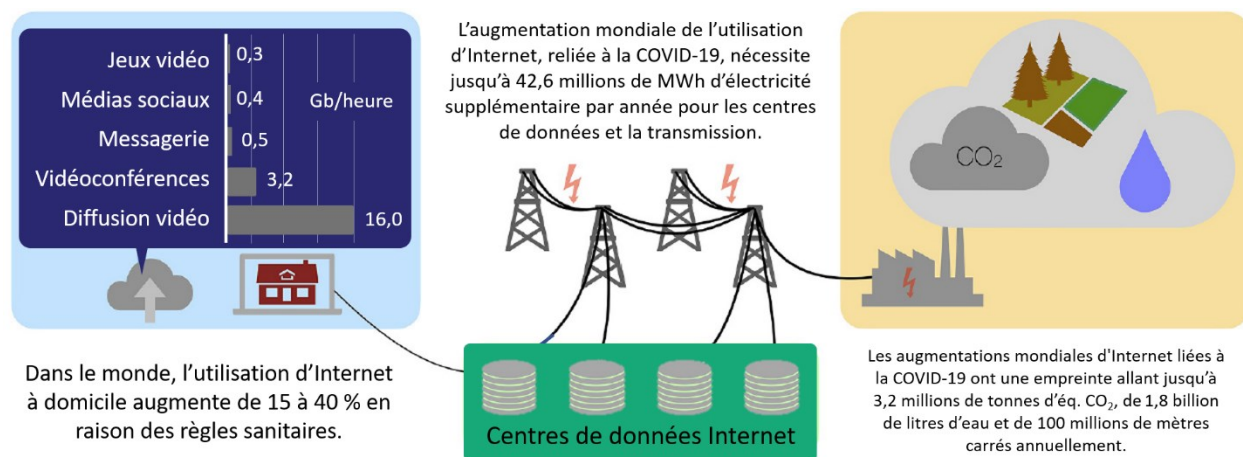 Jeux vidéo 0,3
Médias sociaux 0,4
Gb/heure
Messagerie 0,5
Vidéoconférences 3,2
Diffusion vidéo 16,0
Dans le monde, l’utilisation d’Internet
à domicile augmente de 15 à 40 % en
raison des règles sanitaires.
L’augmentation mondiale de l’utilisation
d’Internet, reliée à la COVID-19, nécessite
jusqu’à 42,6 millions de MWh d’électricité
supplémentaire par année pour les centres
de données et la transmission.
Centres de données Internet
CO₂
Les augmentations mondiales d'Internet liées à
la COVID-19 ont une empreinte allant jusqu’à
3,2 millions de tonnes d’éq. CO₂, de 1,8 billion
de litres d’eau et de 100 millions de mètres
carrés annuellement.